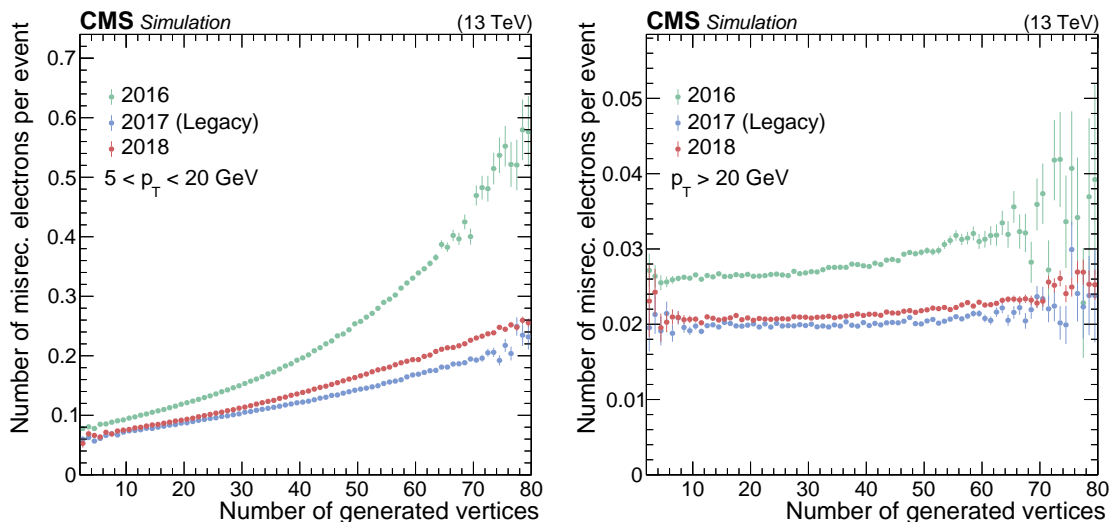 CMS Simulation (13 TeV)
Number of misrec. electrons per event
0.7
0.6
0.5
0.4
0.3
0.2
0.1
0
2016
2017 (Legacy)
2018
5 < p_T < 20 GeV
10 20 30 40 50 60 70 80
Number of generated vertices
CMS Simulation (13 TeV)
Number of misrec. electrons per event
0.05
0.04
0.03
0.02
0.01
0
2016
2017 (Legacy)
2018
p_T > 20 GeV
10 20 30 40 50 60 70 80
Number of generated vertices